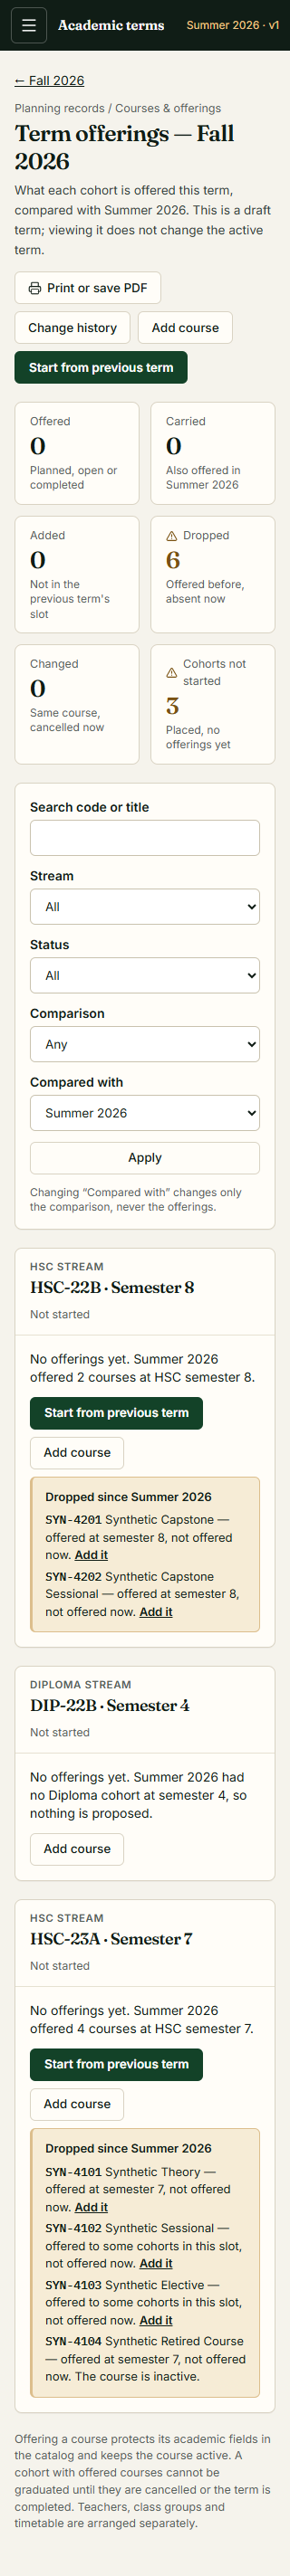 Academic terms
Summer 2026 · v1
← Fall 2026
Planning records / Courses & offerings
Term offerings — Fall
2026
What each cohort is offered this term,
compared with Summer 2026. This is a draft
term; viewing it does not change the active
term.
Print or save PDF
Change history
Add course
Start from previous term
Offered
0
Planned, open or
completed
Carried
0
Also offered in
Summer 2026
Added
0
Not in the
previous term's
slot
Dropped
6
Offered before,
absent now
Changed
0
Same course,
cancelled now
Cohorts not
started
3
Placed, no
offerings yet
Search code or title
Stream
All
Status
All
Comparison
Any
Compared with
Summer 2026
Apply
Changing "Compared with" changes only
the comparison, never the offerings.
HSC STREAM
HSC-22B · Semester 8
Not started
No offerings yet. Summer 2026
offered 2 courses at HSC semester 8.
Start from previous term
Add course
Dropped since Summer 2026
SYN-4201 Synthetic Capstone —
offered at semester 8, not offered
now. Add it
SYN-4202 Synthetic Capstone
Sessional — offered at semester 8,
not offered now. Add it
DIPLOMA STREAM
DIP-22B · Semester 4
Not started
No offerings yet. Summer 2026 had
no Diploma cohort at semester 4, so
nothing is proposed.
Add course
HSC STREAM
HSC-23A · Semester 7
Not started
No offerings yet. Summer 2026
offered 4 courses at HSC semester 7.
Start from previous term
Add course
Dropped since Summer 2026
SYN-4101 Synthetic Theory —
offered at semester 7, not offered
now. Add it
SYN-4102 Synthetic Sessional —
offered to some cohorts in this slot,
not offered now. Add it
SYN-4103 Synthetic Elective —
offered to some cohorts in this slot,
not offered now. Add it
SYN-4104 Synthetic Retired Course
— offered at semester 7, not offered
now. The course is inactive.
Offering a course protects its academic fields in
the catalog and keeps the course active. A
cohort with offered courses cannot be
graduated until they are cancelled or the term is
completed. Teachers, class groups and
timetable are arranged separately.